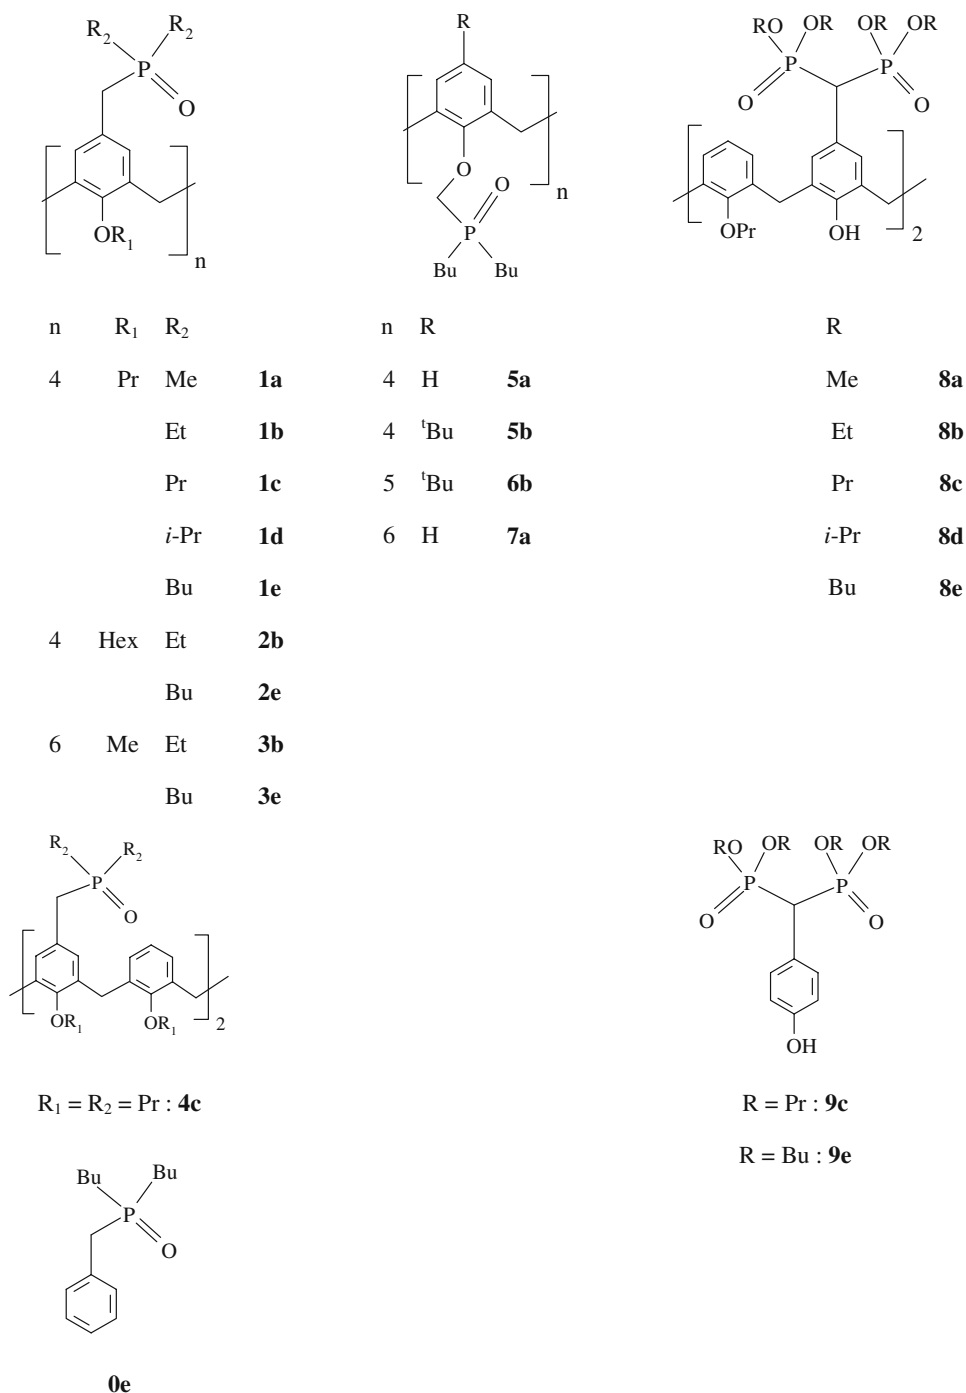 R₂ R₂
P
O
OR₁
n
R
O
O
P
Bu Bu
n
RO OR OR OR
P P
O O
OPr OH
2
n R₁ R₂
4 Pr Me 1a
Et 1b
Pr 1c
i-Pr 1d
Bu 1e
4 Hex Et 2b
Bu 2e
6 Me Et 3b
Bu 3e
n R
4 H 5a
4 ᵗBu 5b
5 ᵗBu 6b
6 H 7a
R
Me 8a
Et 8b
Pr 8c
i-Pr 8d
Bu 8e
R₂ R₂
P
O
OR₁ OR₁
2
R₁ = R₂ = Pr : 4c
RO OR OR OR
P P
O O
OH
R = Pr : 9c
R = Bu : 9e
Bu Bu
P
O
0e